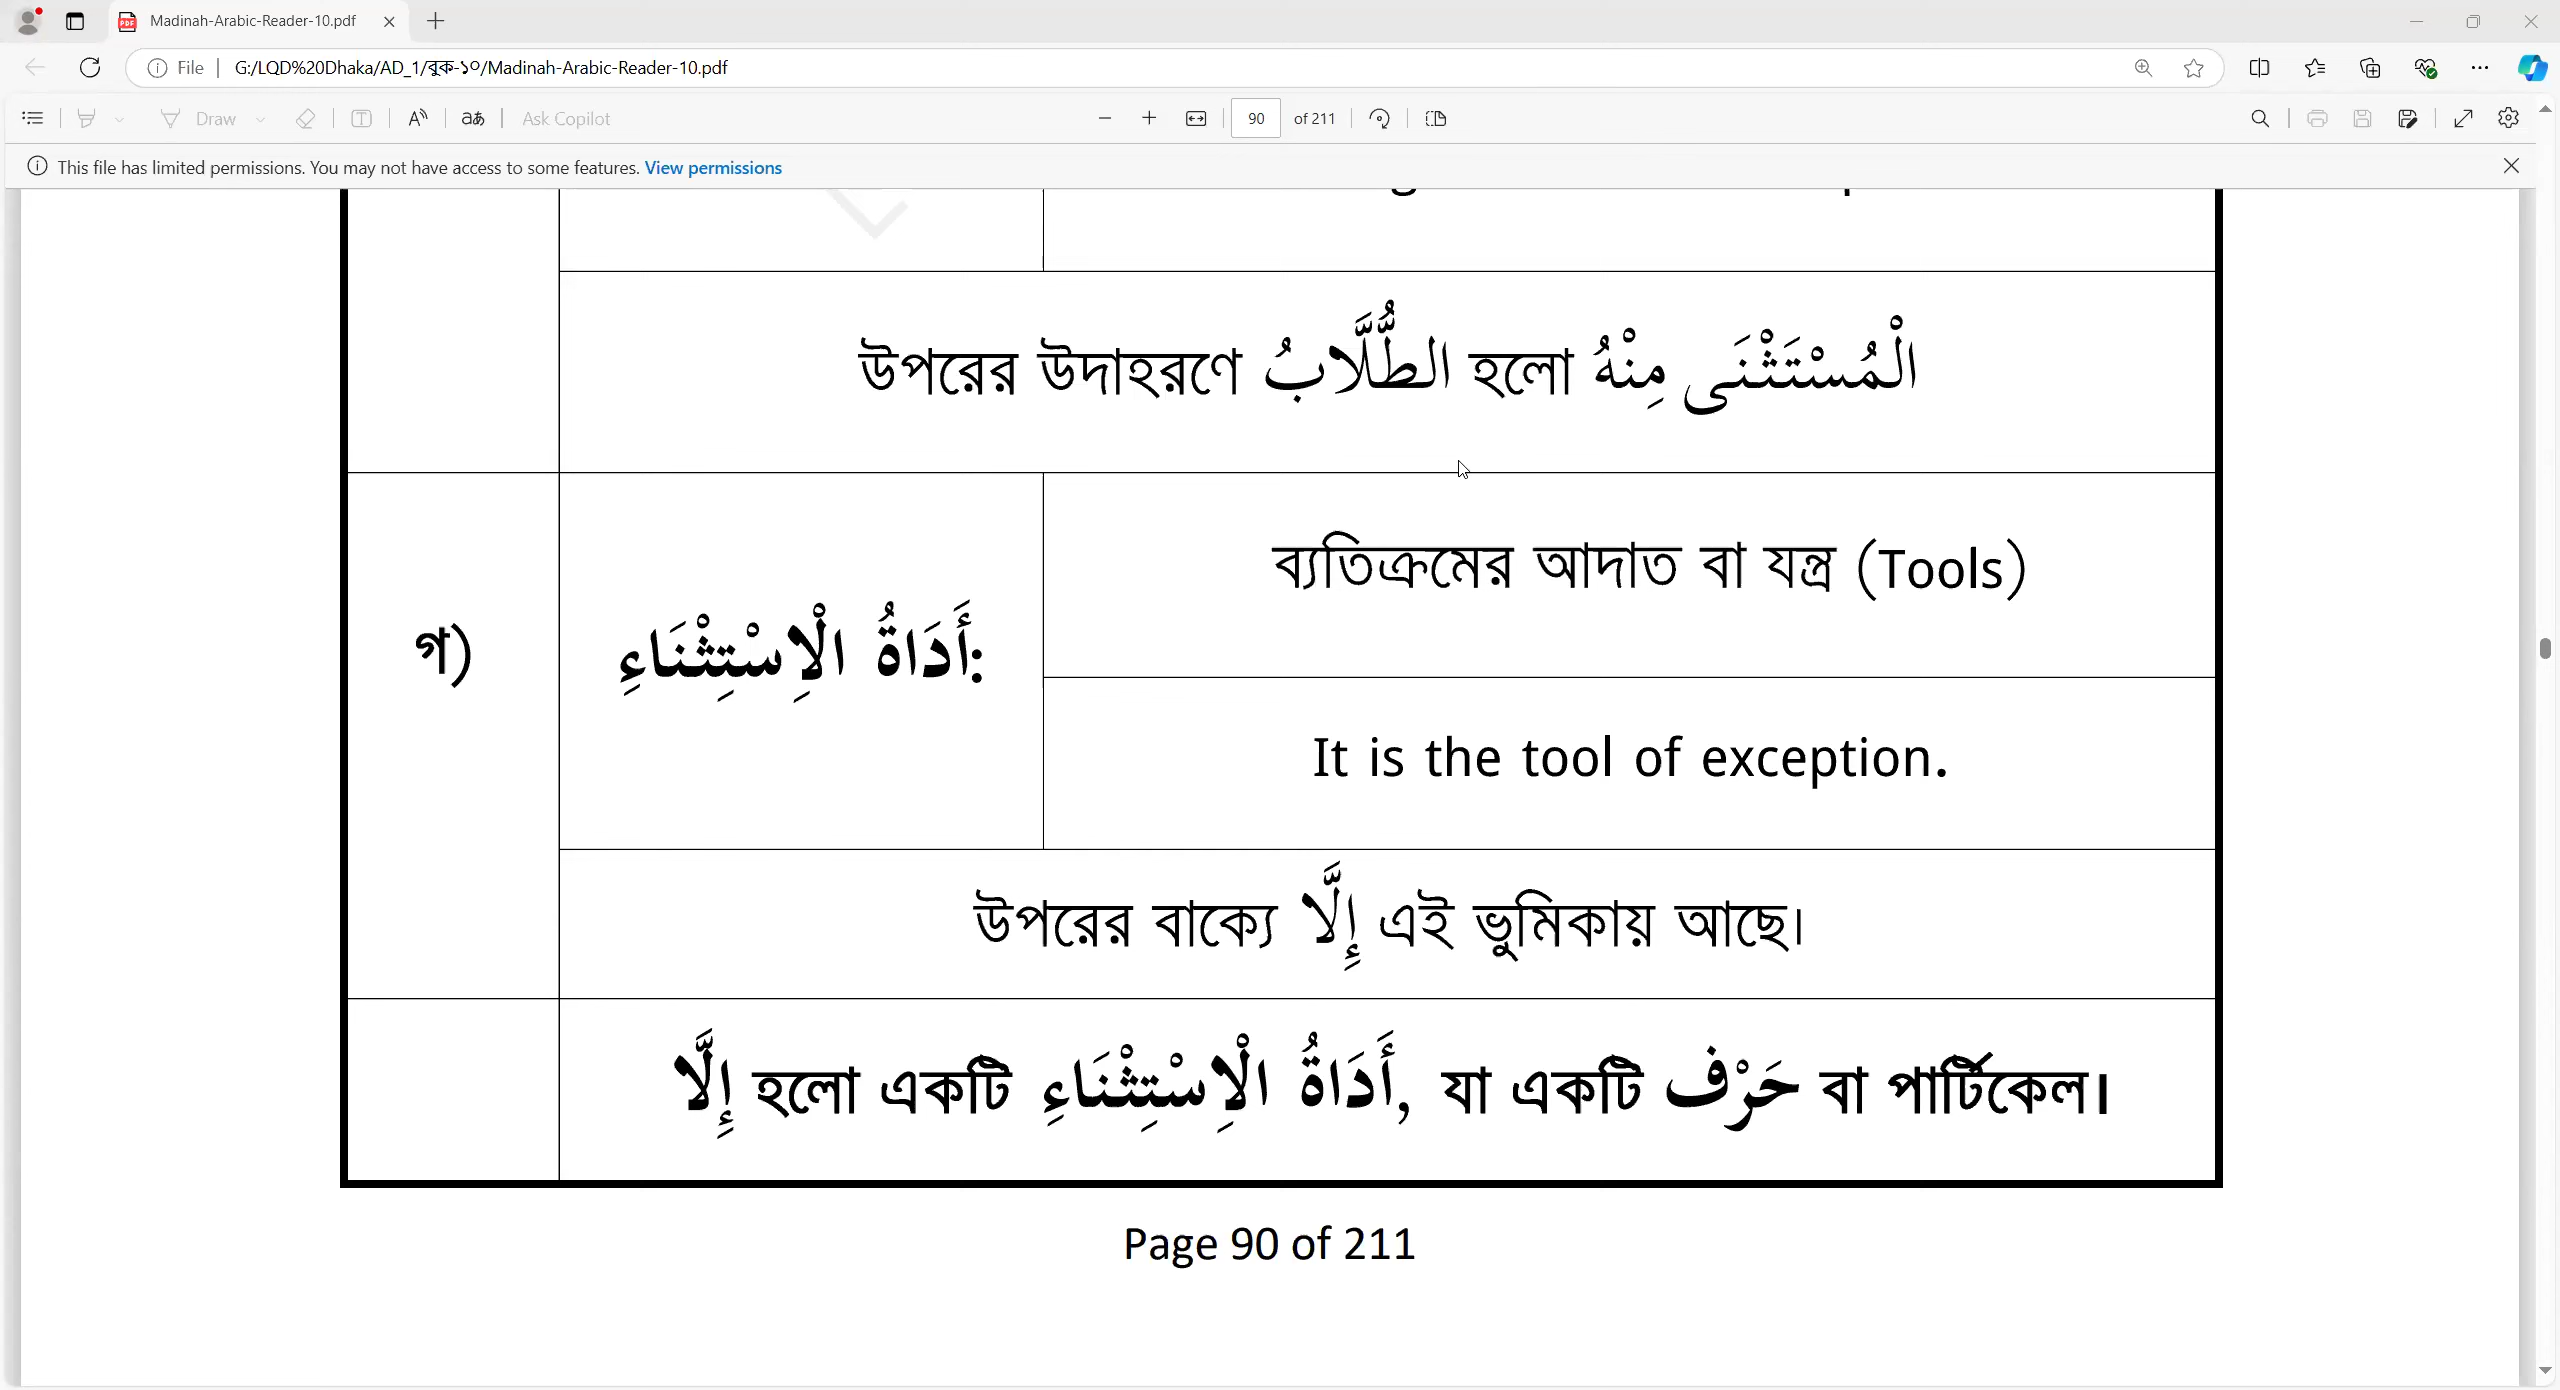 Madinah-Arabic-Reader-10.pdf
File | G:/LQD%20Dhaka/AD_1/বুক-১০/Madinah-Arabic-Reader-10.pdf
Draw Ask Copilot 90 of 211
This file has limited permissions. You may not have access to some features. View permissions
উপরের উদাহরণে الطُّلَّابُ হলো الْمُسْتَثْنَى مِنْهُ
ব্যতিক্রমের আদাত বা যন্ত্র (Tools)
গ)
أَدَاةُ الْاِسْتِثْنَاءِ:
It is the tool of exception.
উপরের বাক্যে إِلَّا এই ভুমিকায় আছে।
إِلَّا হলো একটি أَدَاةُ الْاِسْتِثْنَاءِ, যা একটি حَرْف বা পার্টিকেল।
Page 90 of 211